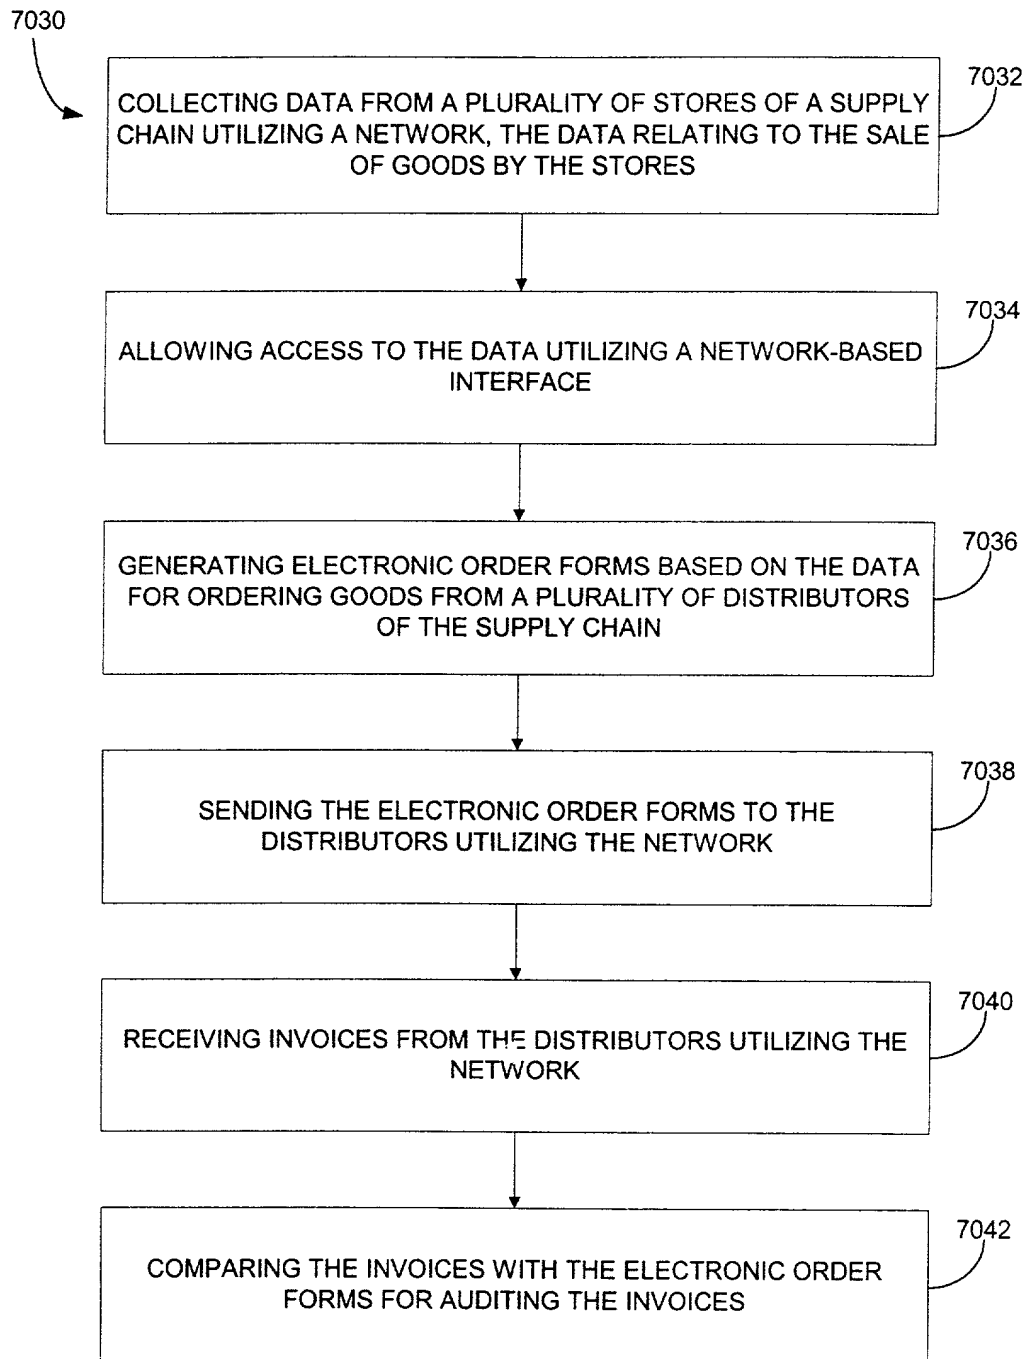 7030
7032
COLLECTING DATA FROM A PLURALITY OF STORES OF A SUPPLY
CHAIN UTILIZING A NETWORK, THE DATA RELATING TO THE SALE
OF GOODS BY THE STORES
7034
ALLOWING ACCESS TO THE DATA UTILIZING A NETWORK-BASED
INTERFACE
7036
GENERATING ELECTRONIC ORDER FORMS BASED ON THE DATA
FOR ORDERING GOODS FROM A PLURALITY OF DISTRIBUTORS
OF THE SUPPLY CHAIN
7038
SENDING THE ELECTRONIC ORDER FORMS TO THE
DISTRIBUTORS UTILIZING THE NETWORK
7040
RECEIVING INVOICES FROM THE DISTRIBUTORS UTILIZING THE
NETWORK
7042
COMPARING THE INVOICES WITH THE ELECTRONIC ORDER
FORMS FOR AUDITING THE INVOICES